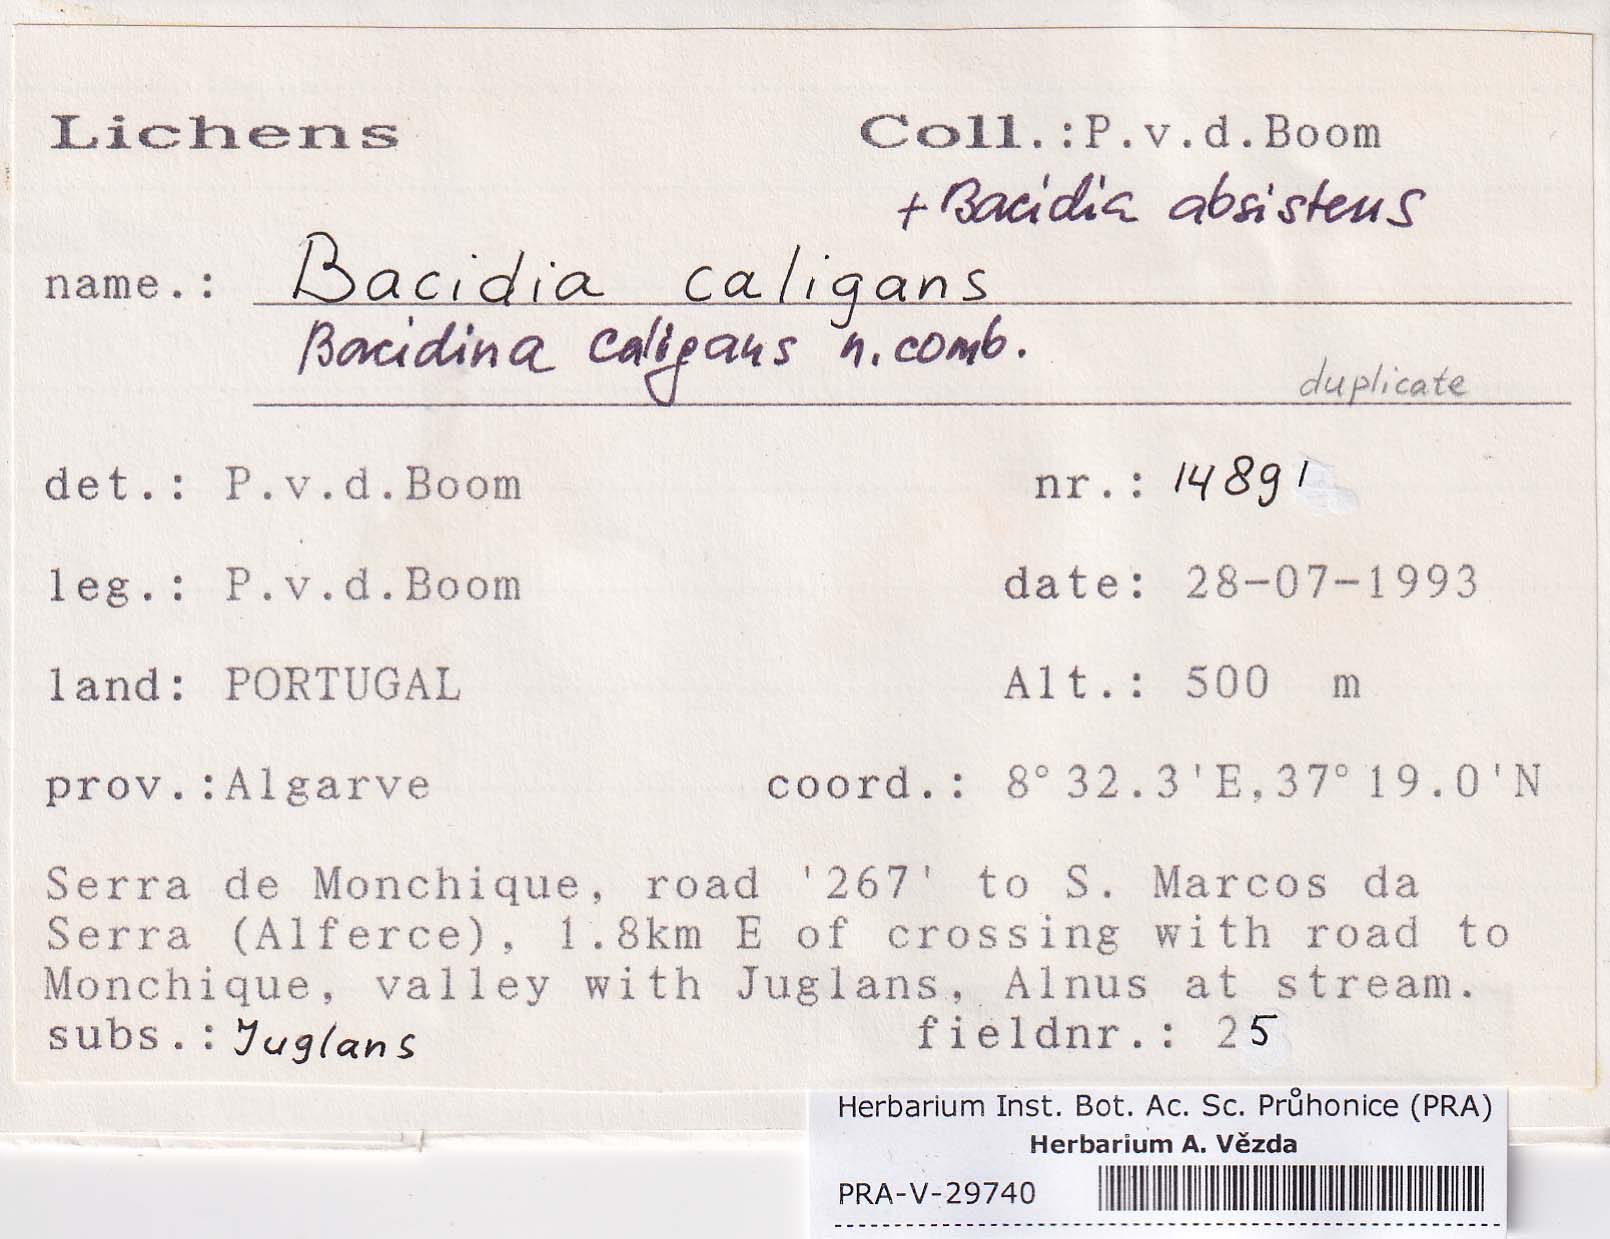 Lichens Coll.:P.v.d.Boom
+ Bacidia absistens
name.: Bacidia caligans
Bacidina caligans n. comb.
duplicate
det.: P.v.d.Boom nr.: 14891
leg.: P.v.d.Boom date: 28-07-1993
land: PORTUGAL Alt.: 500 m
prov.:Algarve coord.: 8°32.3'E,37°19.0'N
Serra de Monchique, road '267' to S. Marcos da
Serra (Alferce), 1.8km E of crossing with road to
Monchique, valley with Juglans, Alnus at stream.
subs.: Juglans fieldnr.: 25
Herbarium Inst. Bot. Ac. Sc. Průhonice (PRA)
Herbarium A. Vězda
PRA-V-29740